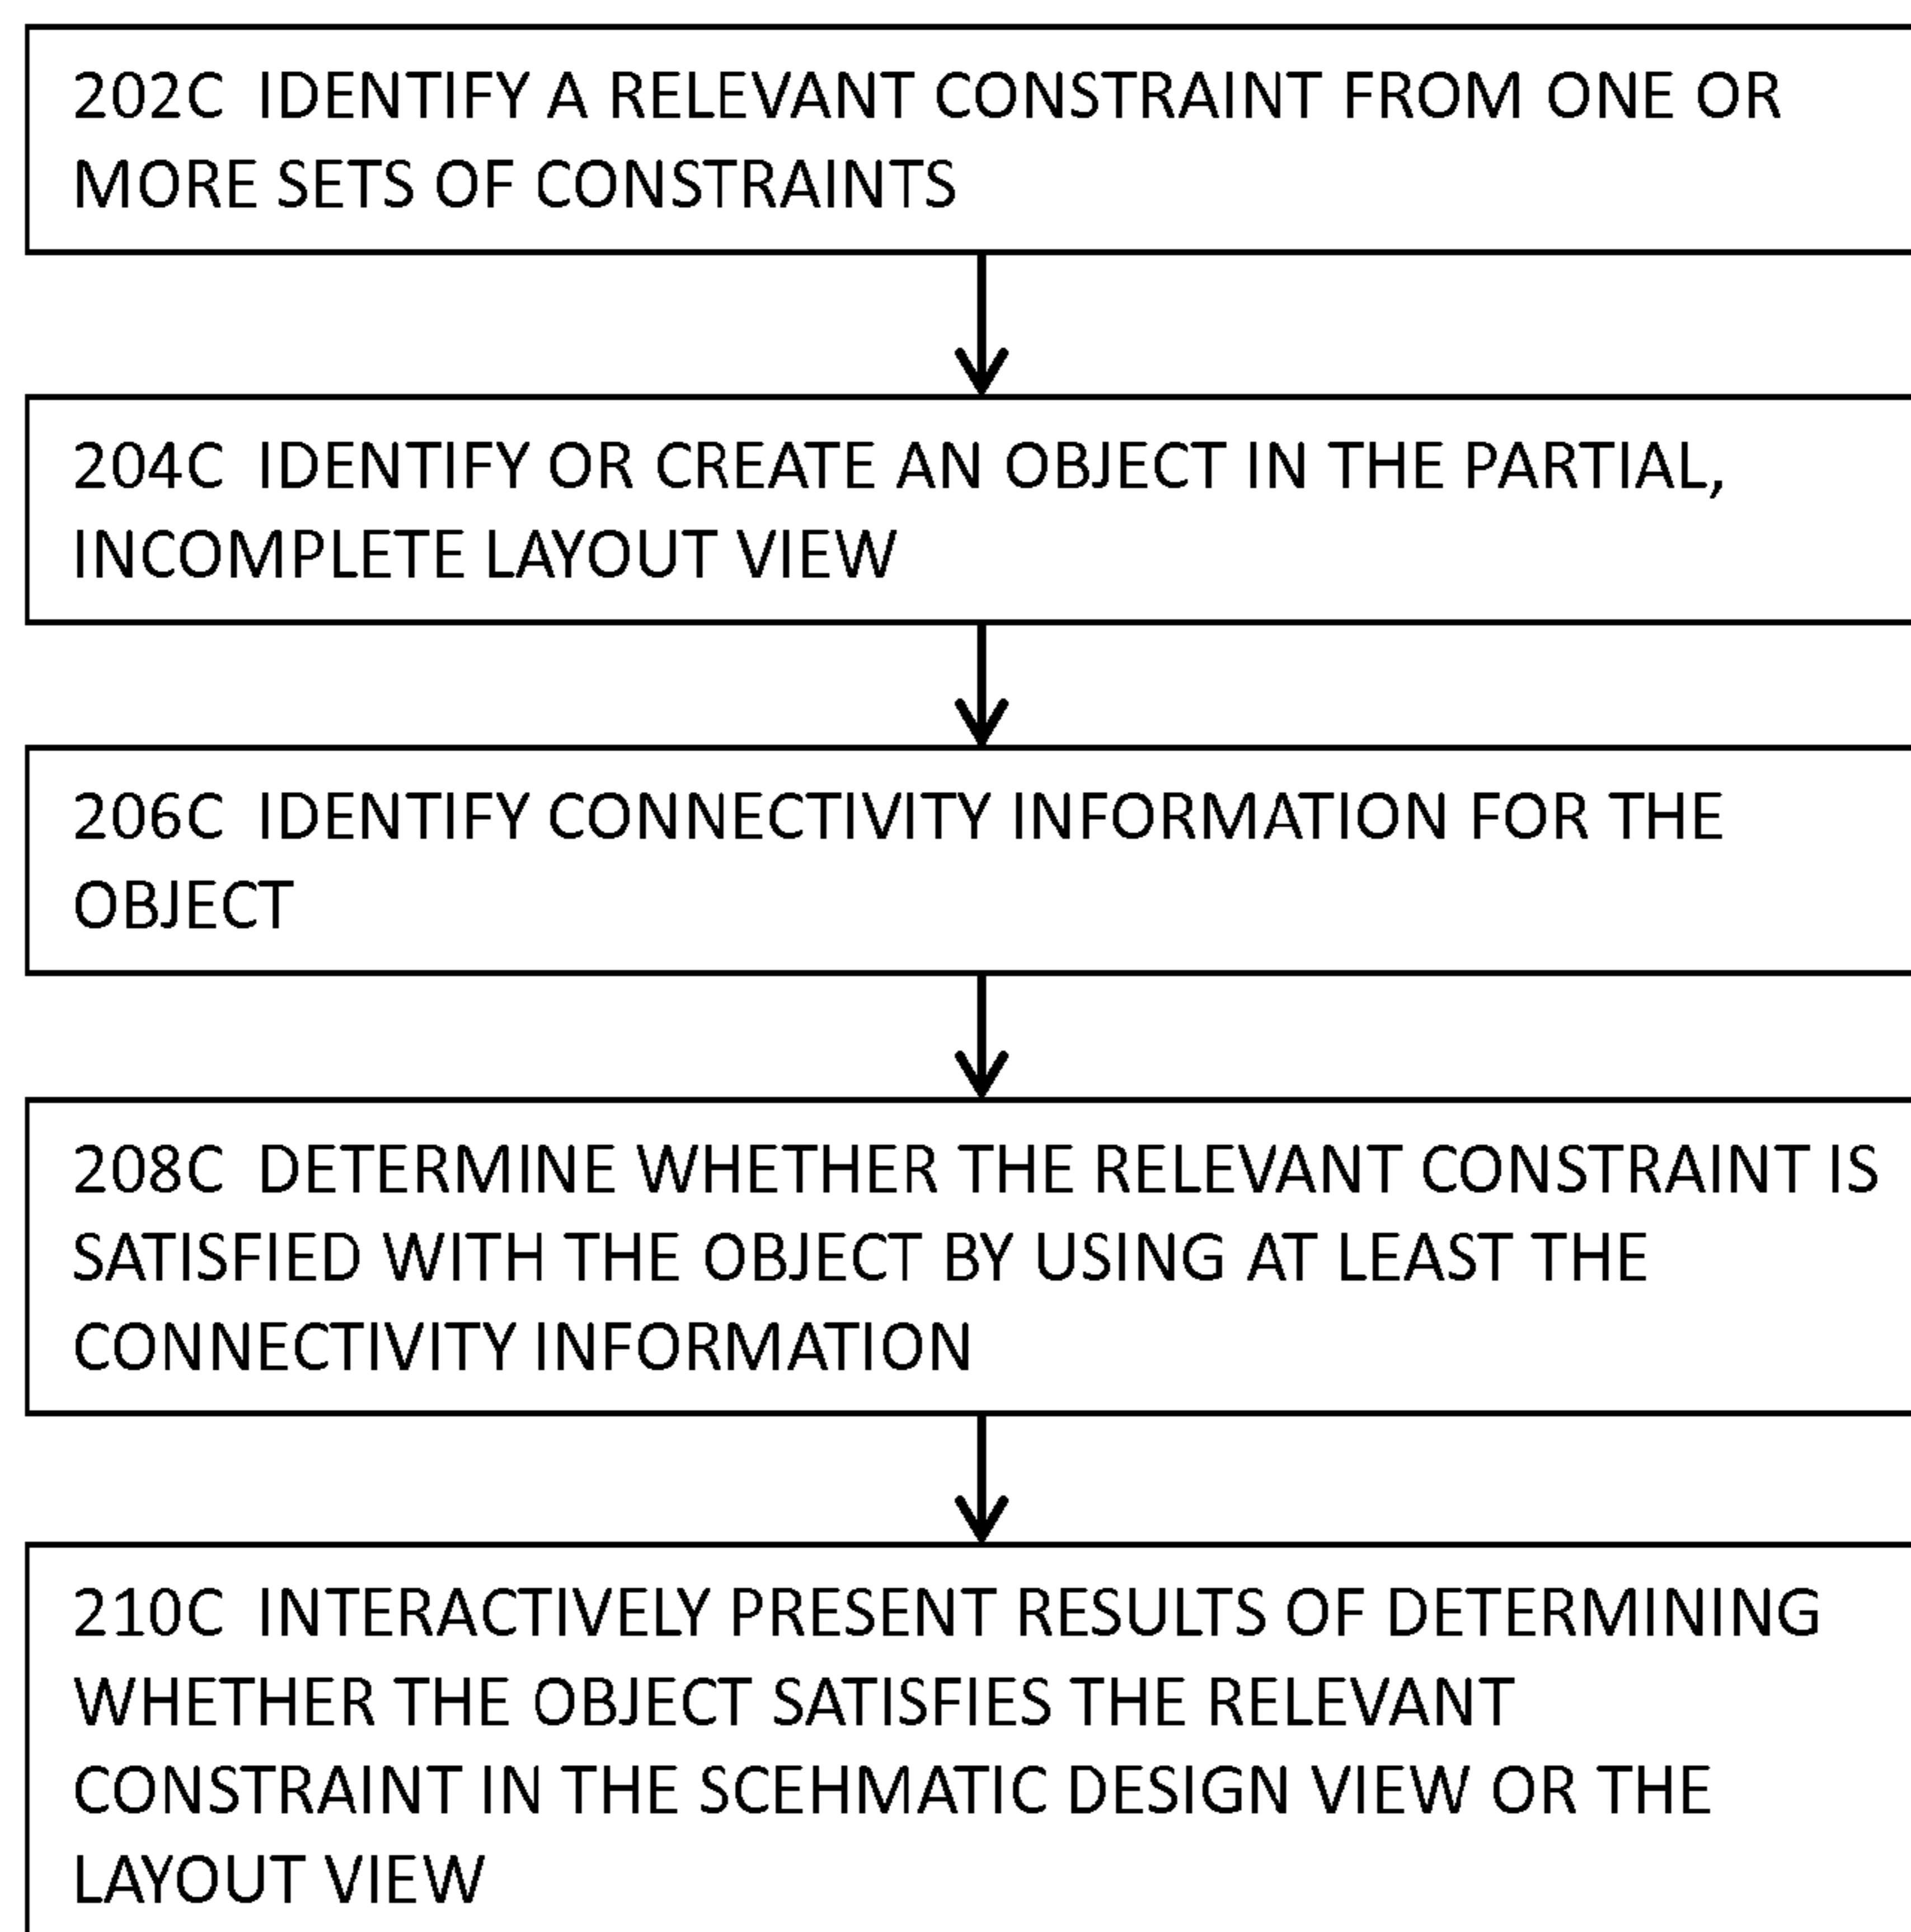 202C IDENTIFY A RELEVANT CONSTRAINT FROM ONE OR
MORE SETS OF CONSTRAINTS
204C IDENTIFY OR CREATE AN OBJECT IN THE PARTIAL,
INCOMPLETE LAYOUT VIEW
206C IDENTIFY CONNECTIVITY INFORMATION FOR THE
OBJECT
208C DETERMINE WHETHER THE RELEVANT CONSTRAINT IS
SATISFIED WITH THE OBJECT BY USING AT LEAST THE
CONNECTIVITY INFORMATION
210C INTERACTIVELY PRESENT RESULTS OF DETERMINING
WHETHER THE OBJECT SATISFIES THE RELEVANT
CONSTRAINT IN THE SCEHMATIC DESIGN VIEW OR THE
LAYOUT VIEW